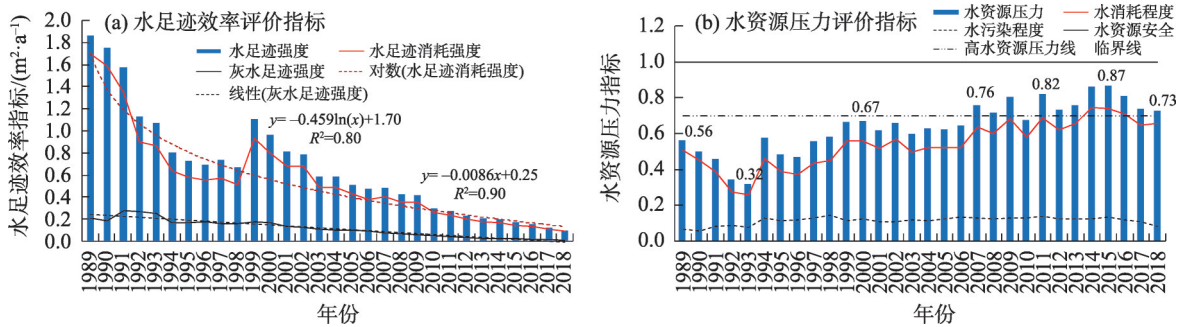 (a) 水足迹效率评价指标
水足迹效率指标/(m²·a⁻¹)
2.0
1.8
1.6
1.4
1.2
1.0
0.8
0.6
0.4
0.2
0.0
水足迹强度
水足迹消耗强度
灰水足迹强度
对数(水足迹消耗强度)
线性(灰水足迹强度)
y= −0.459ln(x)+1.70
R²=0.80
y= −0.0086x+0.25
R²=0.90
1989 1990 1991 1992 1993 1994 1995 1996 1997 1998 1999 2000 2001 2002 2003 2004 2005 2006 2007 2008 2009 2010 2011 2012 2013 2014 2015 2016 2017 2018
年份
(b) 水资源压力评价指标
水资源压力指标
1.2
1.0
0.8
0.6
0.4
0.2
0.0
水资源压力
水消耗程度
水污染程度
水资源安全
高水资源压力线
临界线
0.56
0.32
0.67
0.76
0.82
0.87
0.73
1989 1990 1991 1992 1993 1994 1995 1996 1997 1998 1999 2000 2001 2002 2003 2004 2005 2006 2007 2008 2009 2010 2011 2012 2013 2014 2015 2016 2017 2018
年份